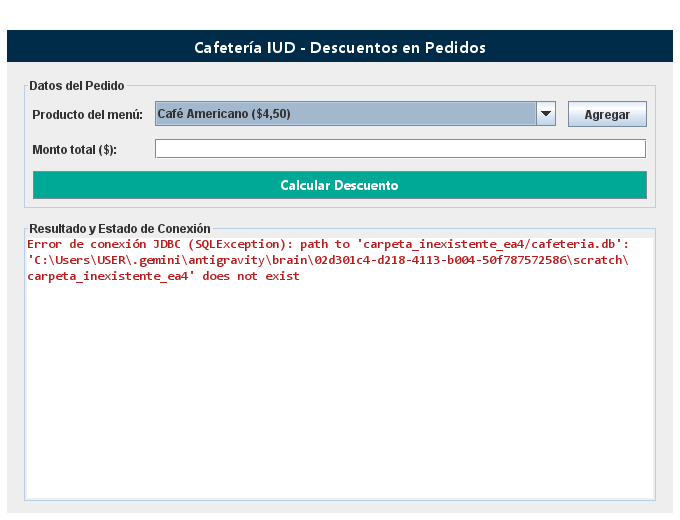 Cafetería IUD - Descuentos en Pedidos
Datos del Pedido
Producto del menú: Café Americano ($4,50) Agregar
Monto total ($):
Calcular Descuento
Resultado y Estado de Conexión
Error de conexión JDBC (SQLException): path to 'carpeta_inexistente_ea4/cafeteria.db':
'C:\Users\USER\.gemini\antigravity\brain\02d301c4-d218-4113-b004-50f787572586\scratch\
carpeta_inexistente_ea4' does not exist